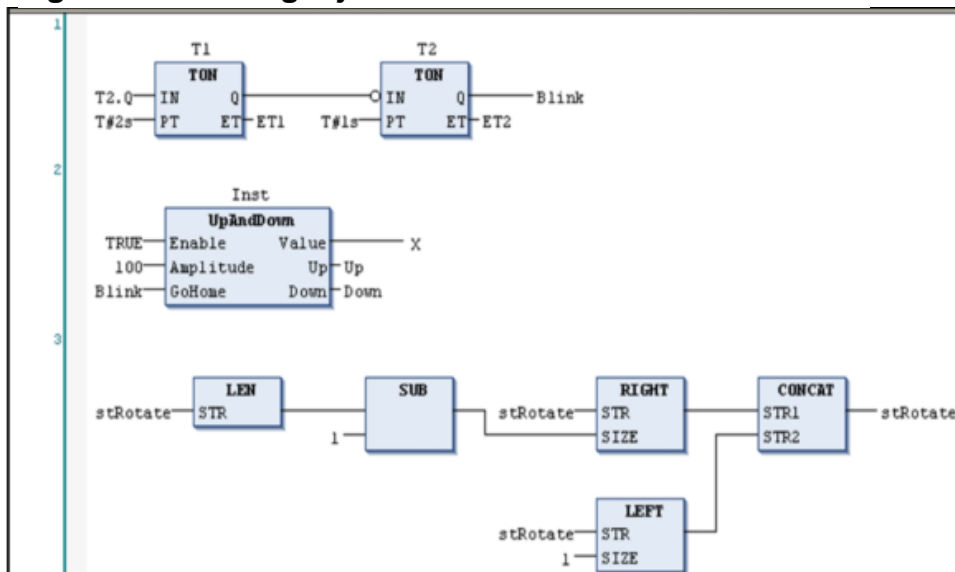 1
T1 T2
TON TON
T2.Q IN Q IN Q Blink
T#2s PT ET ET1 T#1s PT ET ET2
2
Inst
UpAndDown
TRUE Enable Value X
100 Amplitude Up Up
Blink GoHome Down Down
3
LEN SUB RIGHT CONCAT
stRotate STR stRotate STR STR1 stRotate
1 SIZE STR2
LEFT
stRotate STR
1 SIZE